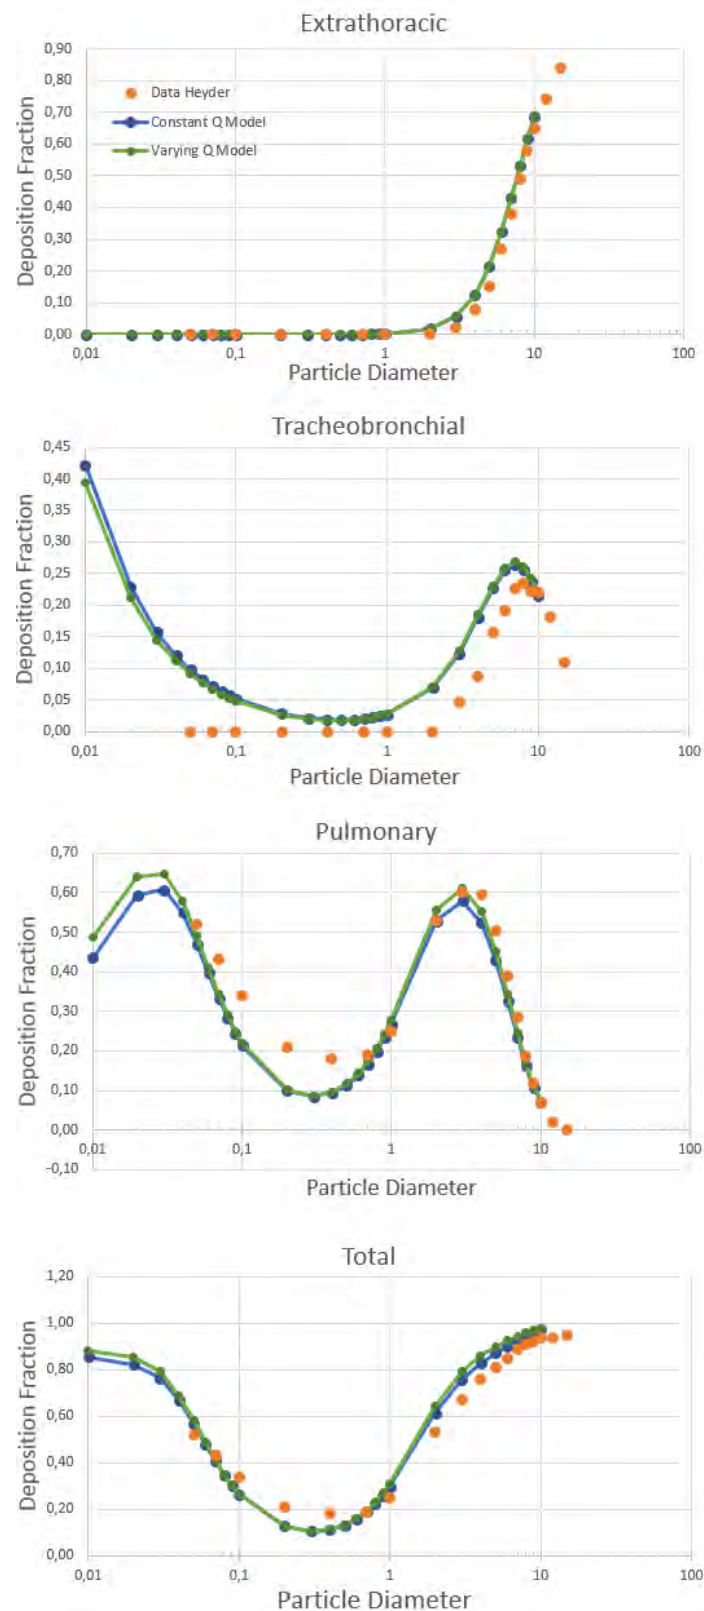 Extrathoracic
0,90
0,80
0,70
0,60
0,50
0,40
0,30
0,20
0,10
0,00
Deposition Fraction
Data Heyder
Constant Q Model
Varying Q Model
0,01 0,1 1 10 100
Particle Diameter
Tracheobronchial
0,45
0,40
0,35
0,30
0,25
0,20
0,15
0,10
0,05
0,00
Deposition Fraction
0,01 0,1 1 10 100
Particle Diameter
Pulmonary
0,70
0,60
0,50
0,40
0,30
0,20
0,10
0,00
-0,10
Deposition Fraction
0,01 0,1 1 10 100
Particle Diameter
Total
1,20
1,00
0,80
0,60
0,40
0,20
0,00
Deposition Fraction
0,01 0,1 1 10 100
Particle Diameter